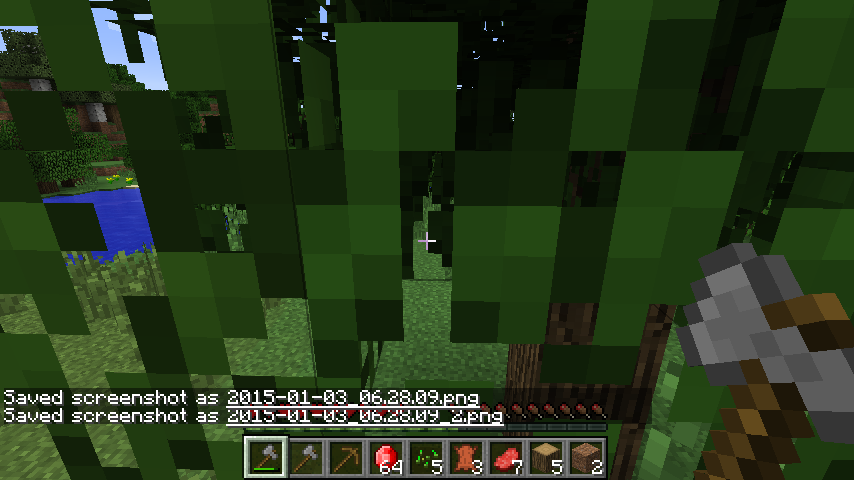 Saved screenshot as 2015-01-03_06.28.09.png
Saved screenshot as 2015-01-03_06.28.09_2.png
64 5 3 7 5 2